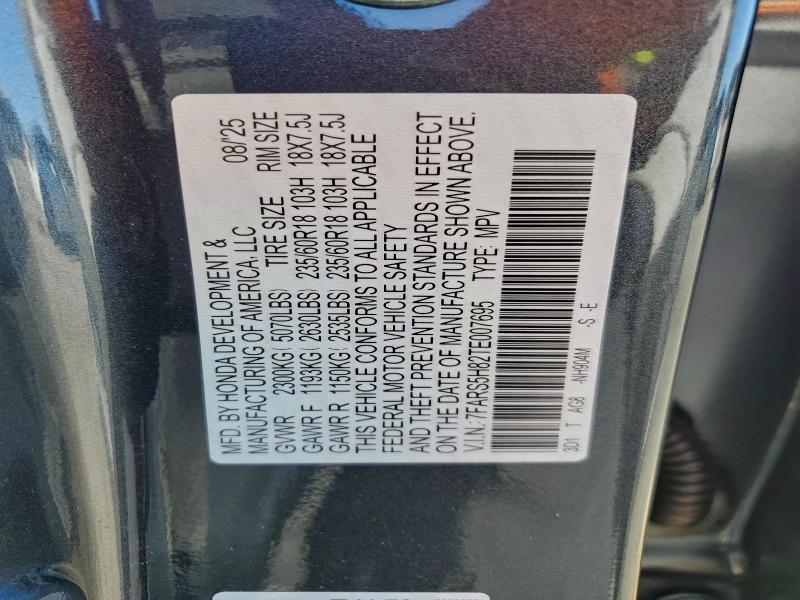 MFD. BY HONDA DEVELOPMENT & 08/'25
MANUFACTURING OF AMERICA, LLC
GVWR 2300KG( 5070LBS) TIRE SIZE RIM SIZE
GAWR F 1193KG( 2630LBS) 235/60R18 103H 18X7.5J
GAWR R 1150KG( 2535LBS) 235/60R18 103H 18X7.5J
THIS VEHICLE CONFORMS TO ALL APPLICABLE
FEDERAL MOTOR VEHICLE SAFETY
AND THEFT PREVENTION STANDARDS IN EFFECT
ON THE DATE OF MANUFACTURE SHOWN ABOVE.
V.I.N.: 7FARS5H82TE007695 TYPE: MPV
3D1 T AG8 -NH904M -S -E